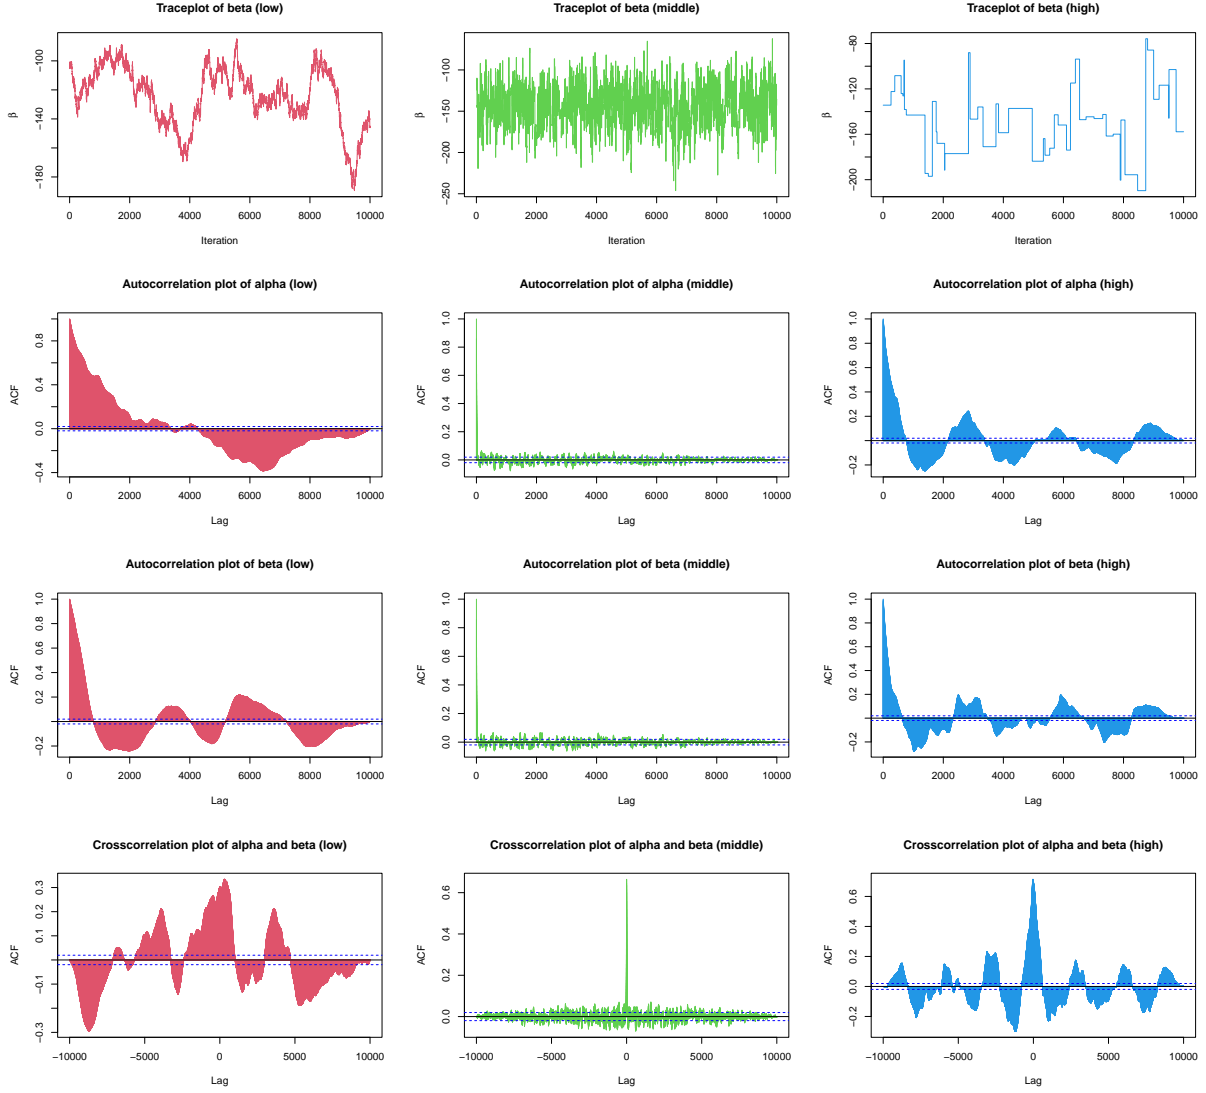 Traceplot of beta (low)
Traceplot of beta (middle)
Traceplot of beta (high)
−100
−140
−180
β
0 2000 4000 6000 8000 10000
Iteration
−100
−150
−200
−250
β
0 2000 4000 6000 8000 10000
Iteration
−80
−120
−160
−200
β
0 2000 4000 6000 8000 10000
Iteration
Autocorrelation plot of alpha (low)
Autocorrelation plot of alpha (middle)
Autocorrelation plot of alpha (high)
0.8
0.4
0.0
−0.4
ACF
0 2000 4000 6000 8000 10000
Lag
1.0
0.8
0.6
0.4
0.2
0.0
ACF
0 2000 4000 6000 8000 10000
Lag
1.0
0.8
0.6
0.4
0.2
0.0
−0.2
ACF
0 2000 4000 6000 8000 10000
Lag
Autocorrelation plot of beta (low)
Autocorrelation plot of beta (middle)
Autocorrelation plot of beta (high)
1.0
0.8
0.6
0.4
0.2
−0.2
ACF
0 2000 4000 6000 8000 10000
Lag
1.0
0.8
0.6
0.4
0.2
0.0
ACF
0 2000 4000 6000 8000 10000
Lag
1.0
0.8
0.6
0.4
0.2
0.0
−0.2
ACF
0 2000 4000 6000 8000 10000
Lag
Crosscorrelation plot of alpha and beta (low)
Crosscorrelation plot of alpha and beta (middle)
Crosscorrelation plot of alpha and beta (high)
0.3
0.2
0.1
−0.1
−0.3
ACF
−10000 −5000 0 5000 10000
Lag
0.6
0.4
0.2
0.0
ACF
−10000 −5000 0 5000 10000
Lag
0.6
0.4
0.2
0.0
−0.2
ACF
−10000 −5000 0 5000 10000
Lag